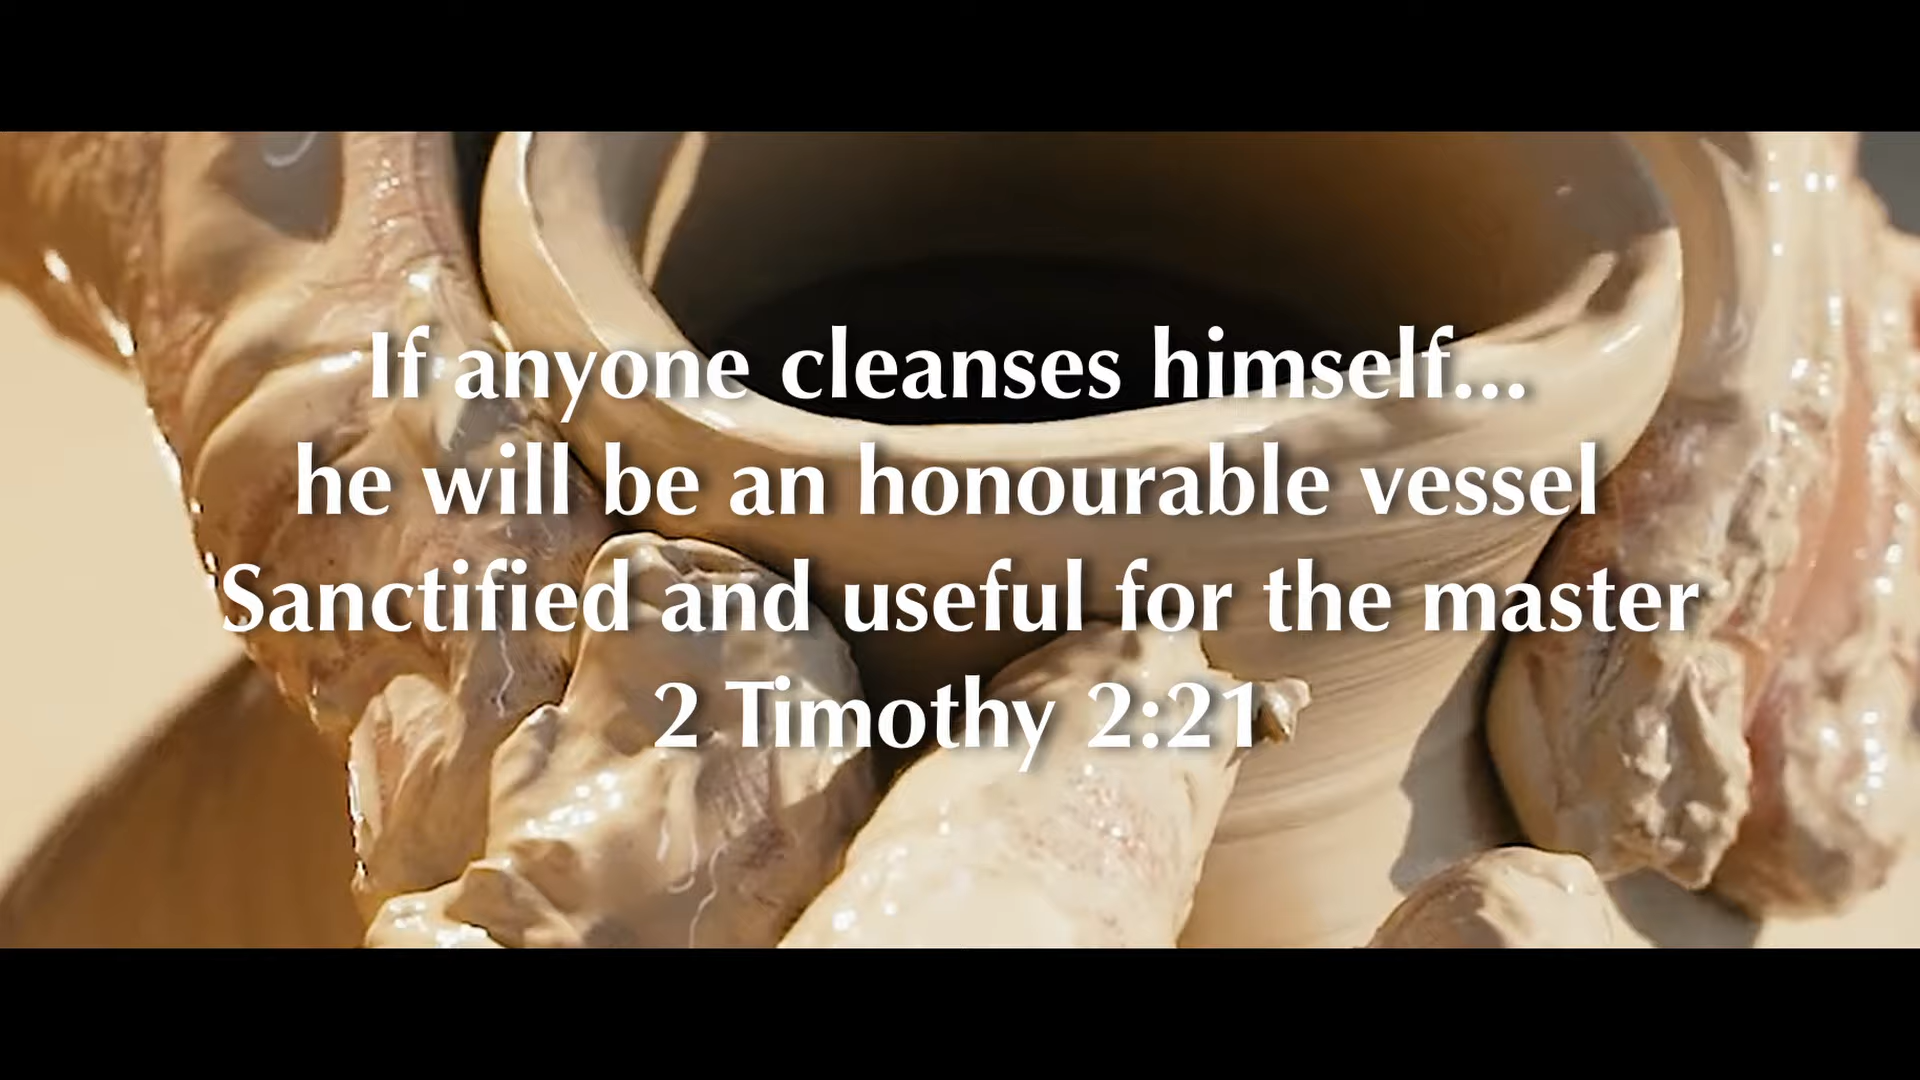 If anyone cleanses himself...
he will be an honourable vessel
Sanctified and useful for the master
2 Timothy 2:21